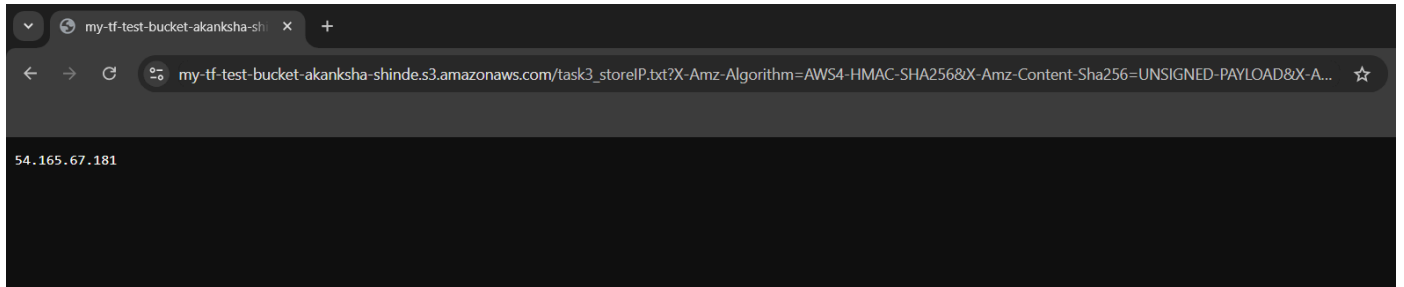 my-tf-test-bucket-akanksha-sh
my-tf-test-bucket-akanksha-shinde.s3.amazonaws.com/task3_storeIP.txt?X-Amz-Algorithm=AWS4-HMAC-SHA256&X-Amz-Content-Sha256=UNSIGNED-PAYLOAD&X-A...
54.165.67.181